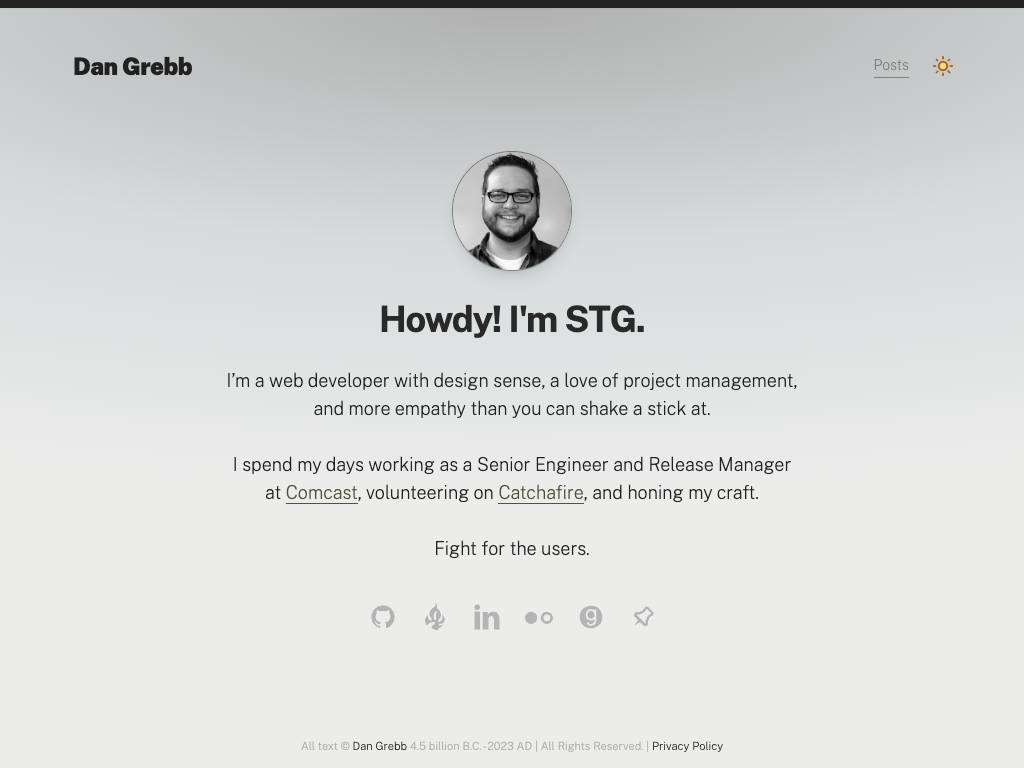 Dan Grebb
Posts
Howdy! I'm STG.
I’m a web developer with design sense, a love of project management,
and more empathy than you can shake a stick at.
I spend my days working as a Senior Engineer and Release Manager
at Comcast, volunteering on Catchafire, and honing my craft.
Fight for the users.
All text © Dan Grebb 4.5 billion B.C.-2023 AD | All Rights Reserved. | Privacy Policy